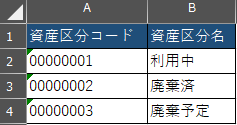 A B
1 資産区分コード 資産区分名
2 00000001 利用中
3 00000002 廃棄済
4 00000003 廃棄予定